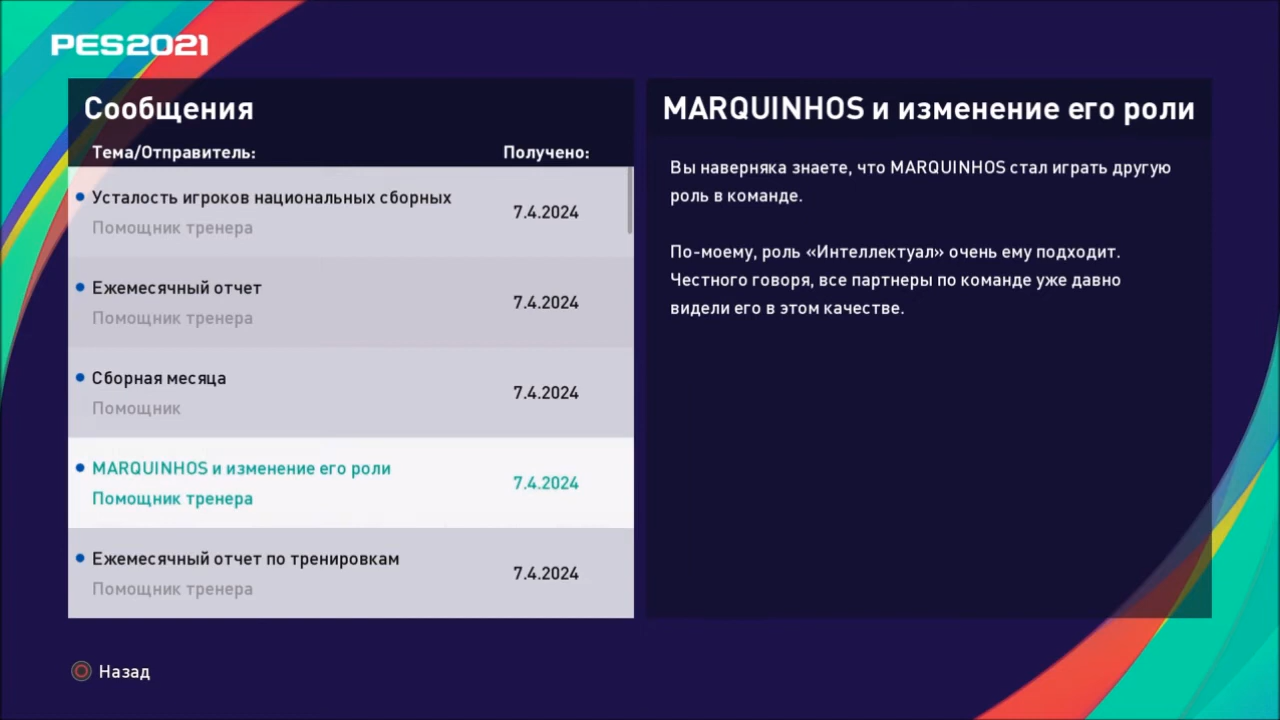 PES2021
Сообщения
Тема/Отправитель: Получено:
Усталость игроков национальных сборных
Помощник тренера
7.4.2024
Ежемесячный отчет
Помощник тренера
7.4.2024
Сборная месяца
Помощник
7.4.2024
MARQUINHOS и изменение его роли
Помощник тренера
7.4.2024
Ежемесячный отчет по тренировкам
Помощник тренера
7.4.2024
MARQUINHOS и изменение его роли
Вы наверняка знаете, что MARQUINHOS стал играть другую
роль в команде.
По-моему, роль «Интеллектуал» очень ему подходит.
Честного говоря, все партнеры по команде уже давно
видели его в этом качестве.
Назад